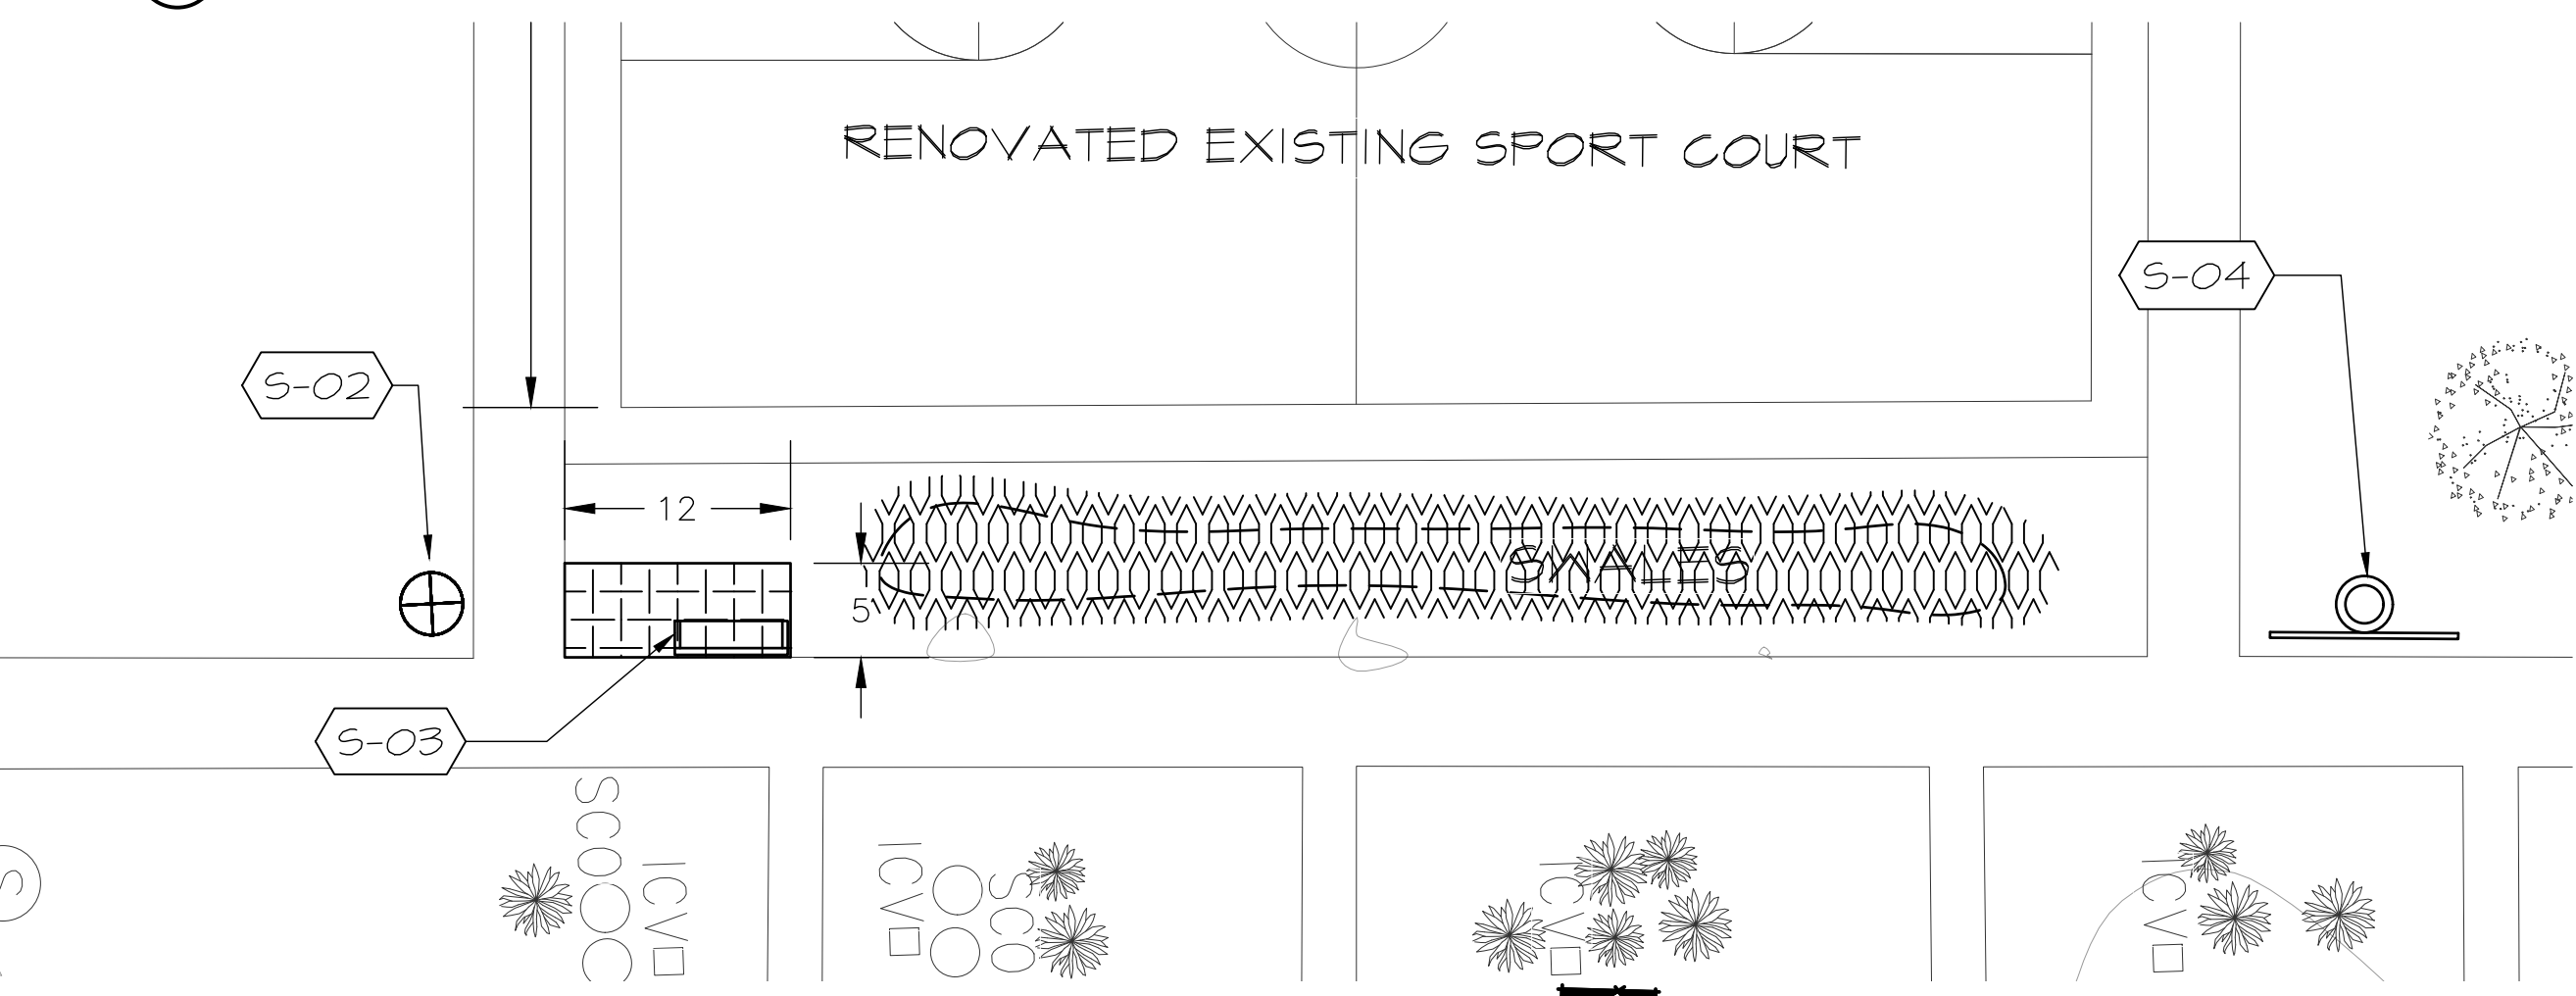 RENOVATED EXISTING SPORT COURT
S-04
S-02
12
SWALES
5'
S-03
SCO
ICV
ICV
SCO
ICV
ICV
S